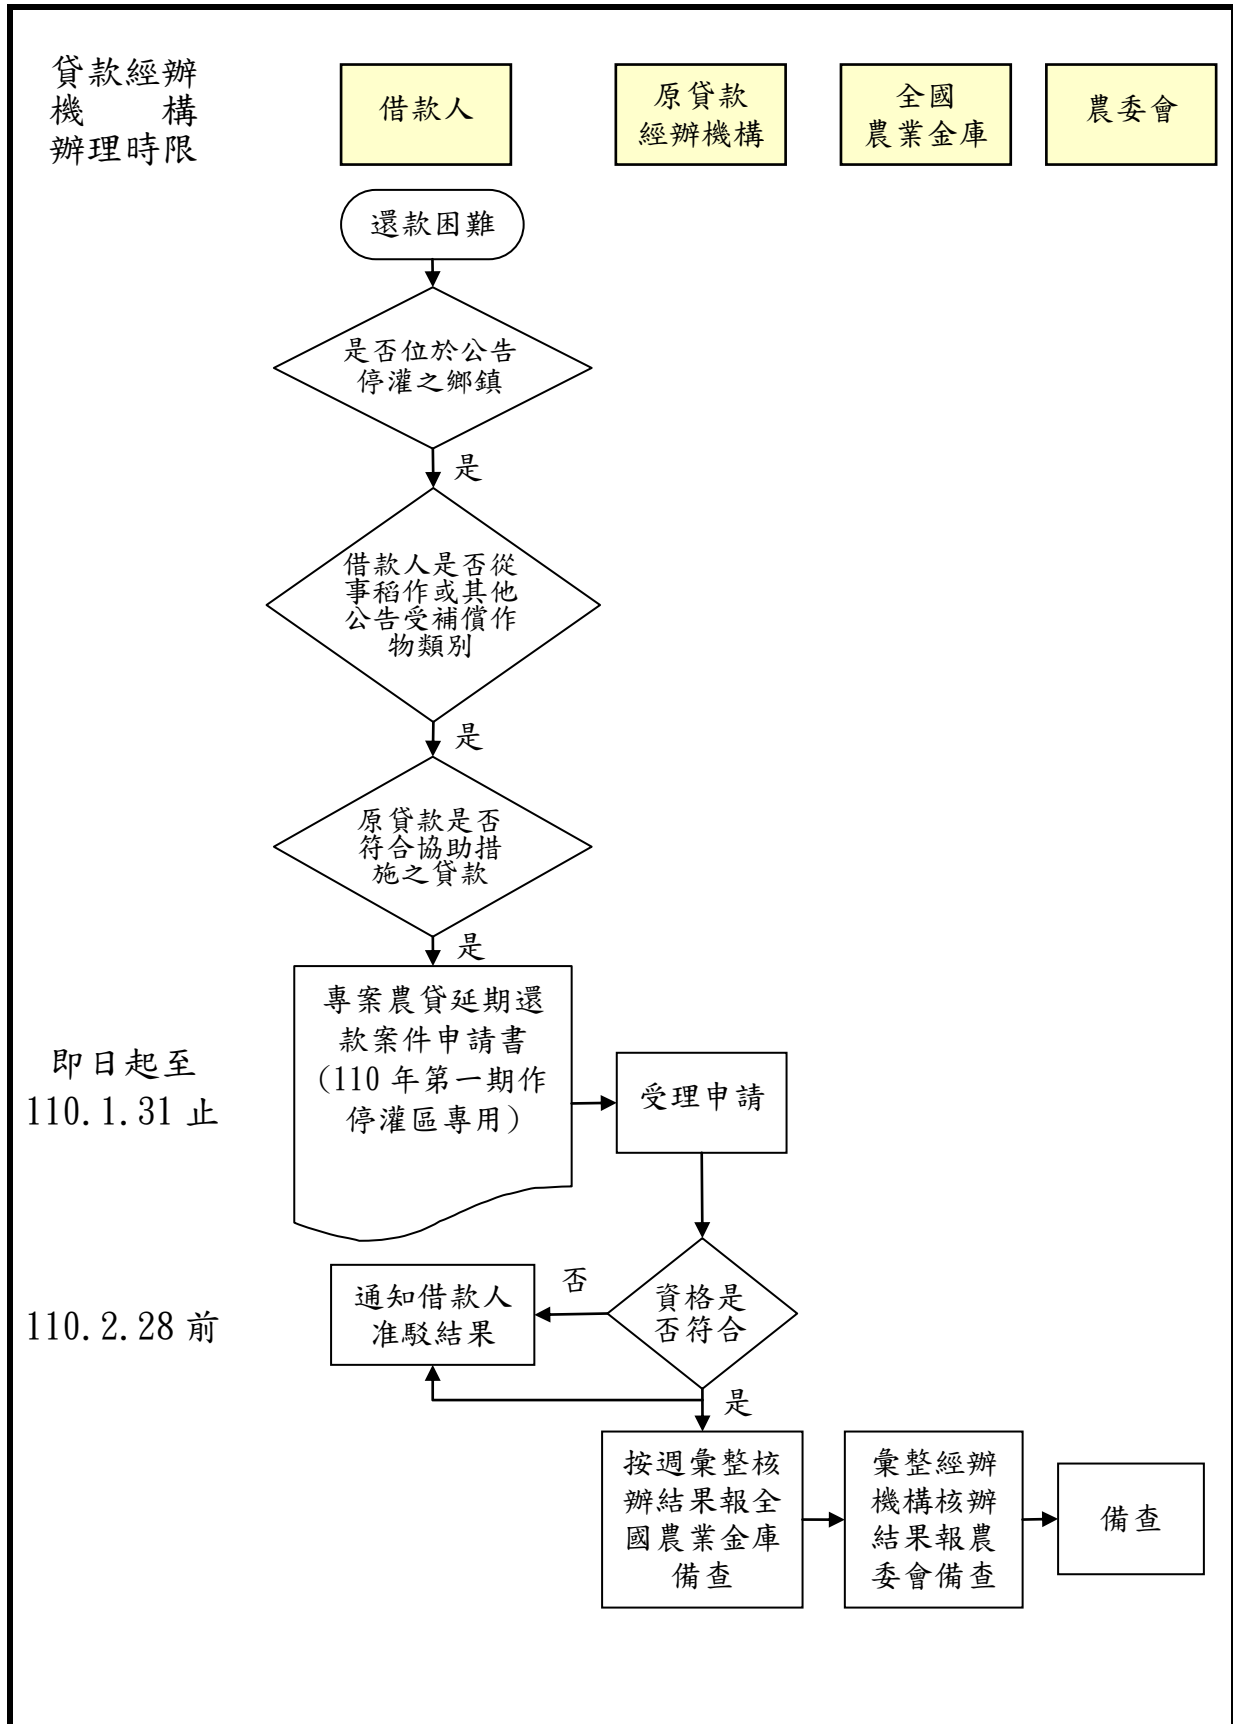 貸款經辦
機構
辦理時限
借款人
原貸款
經辦機構
全國
農業金庫
農委會
還款困難
是否位於公告
停灌之鄉鎮
是
借款人是否從
事稻作或其他
公告受補償作
物類別
是
原貸款是否
符合協助措
施之貸款
是
即日起至
110.1.31 止
專案農貸延期還
款案件申請書
(110 年第一期作
停灌區專用)
受理申請
110.2.28 前
通知借款人
准駁結果
否
資格是
否符合
是
按週彙整核
辦結果報全
國農業金庫
備查
彙整經辦
機構核辦
結果報農
委會備查
備查